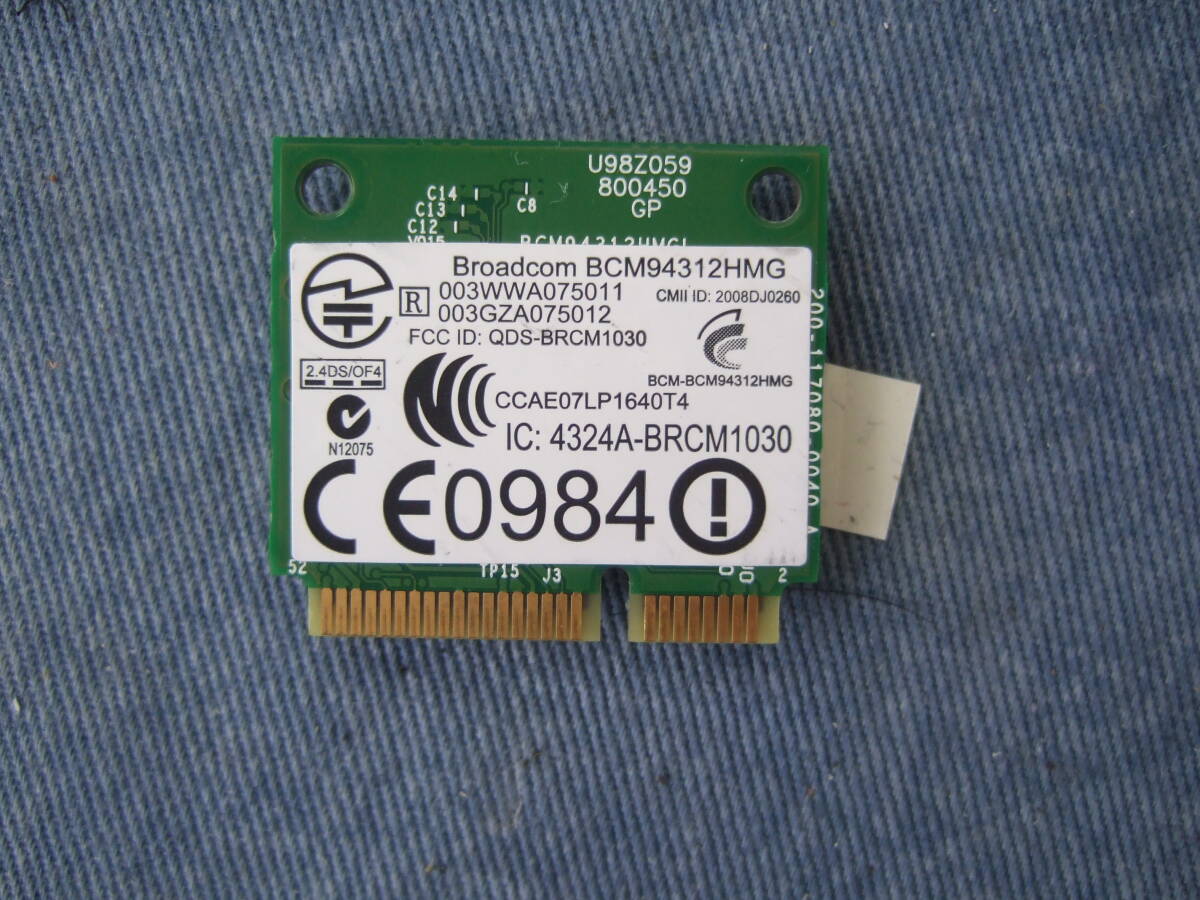 U98Z059
800450
GP
C14
C8
C13
C12
Broadcom BCM94312HMG
R 003WWA075011
003GZA075012
CMII ID: 2008DJ0260
FCC ID: QDS-BRCM1030
2.4DS/OF4
BCM-BCM94312HMG
CCAE07LP1640T4
N12075
IC: 4324A-BRCM1030
CE0984
52
TP15
J3
2